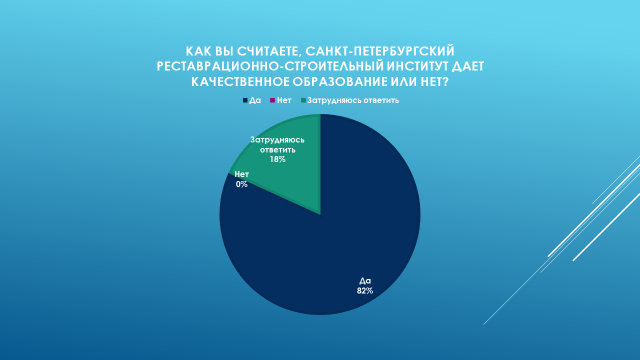 КАК ВЫ СЧИТАЕТЕ, САНКТ-ПЕТЕРБУРГСКИЙ
РЕСТАВРАЦИОННО-СТРОИТЕЛЬНЫЙ ИНСТИТУТ ДАЕТ
КАЧЕСТВЕННОЕ ОБРАЗОВАНИЕ ИЛИ НЕТ?
Да Нет Затрудняюсь ответить
Затрудняюсь
ответить
18%
Нет
0%
Да
82%